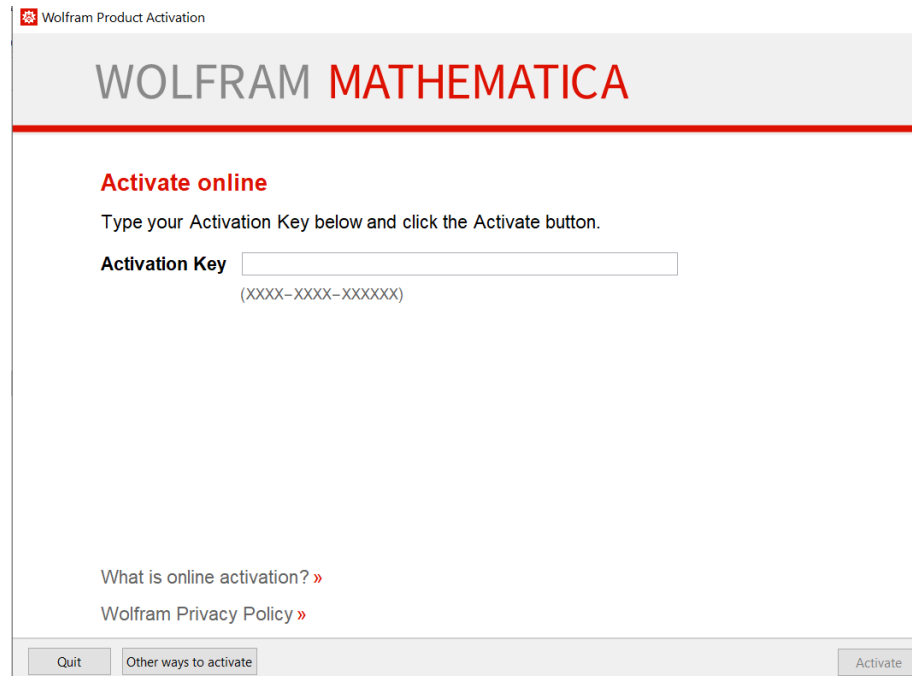 Wolfram Product Activation
WOLFRAM MATHEMATICA
Activate online
Type your Activation Key below and click the Activate button.
Activation Key
(XXXX–XXXX–XXXXXX)
What is online activation? »
Wolfram Privacy Policy »
Quit Other ways to activate Activate